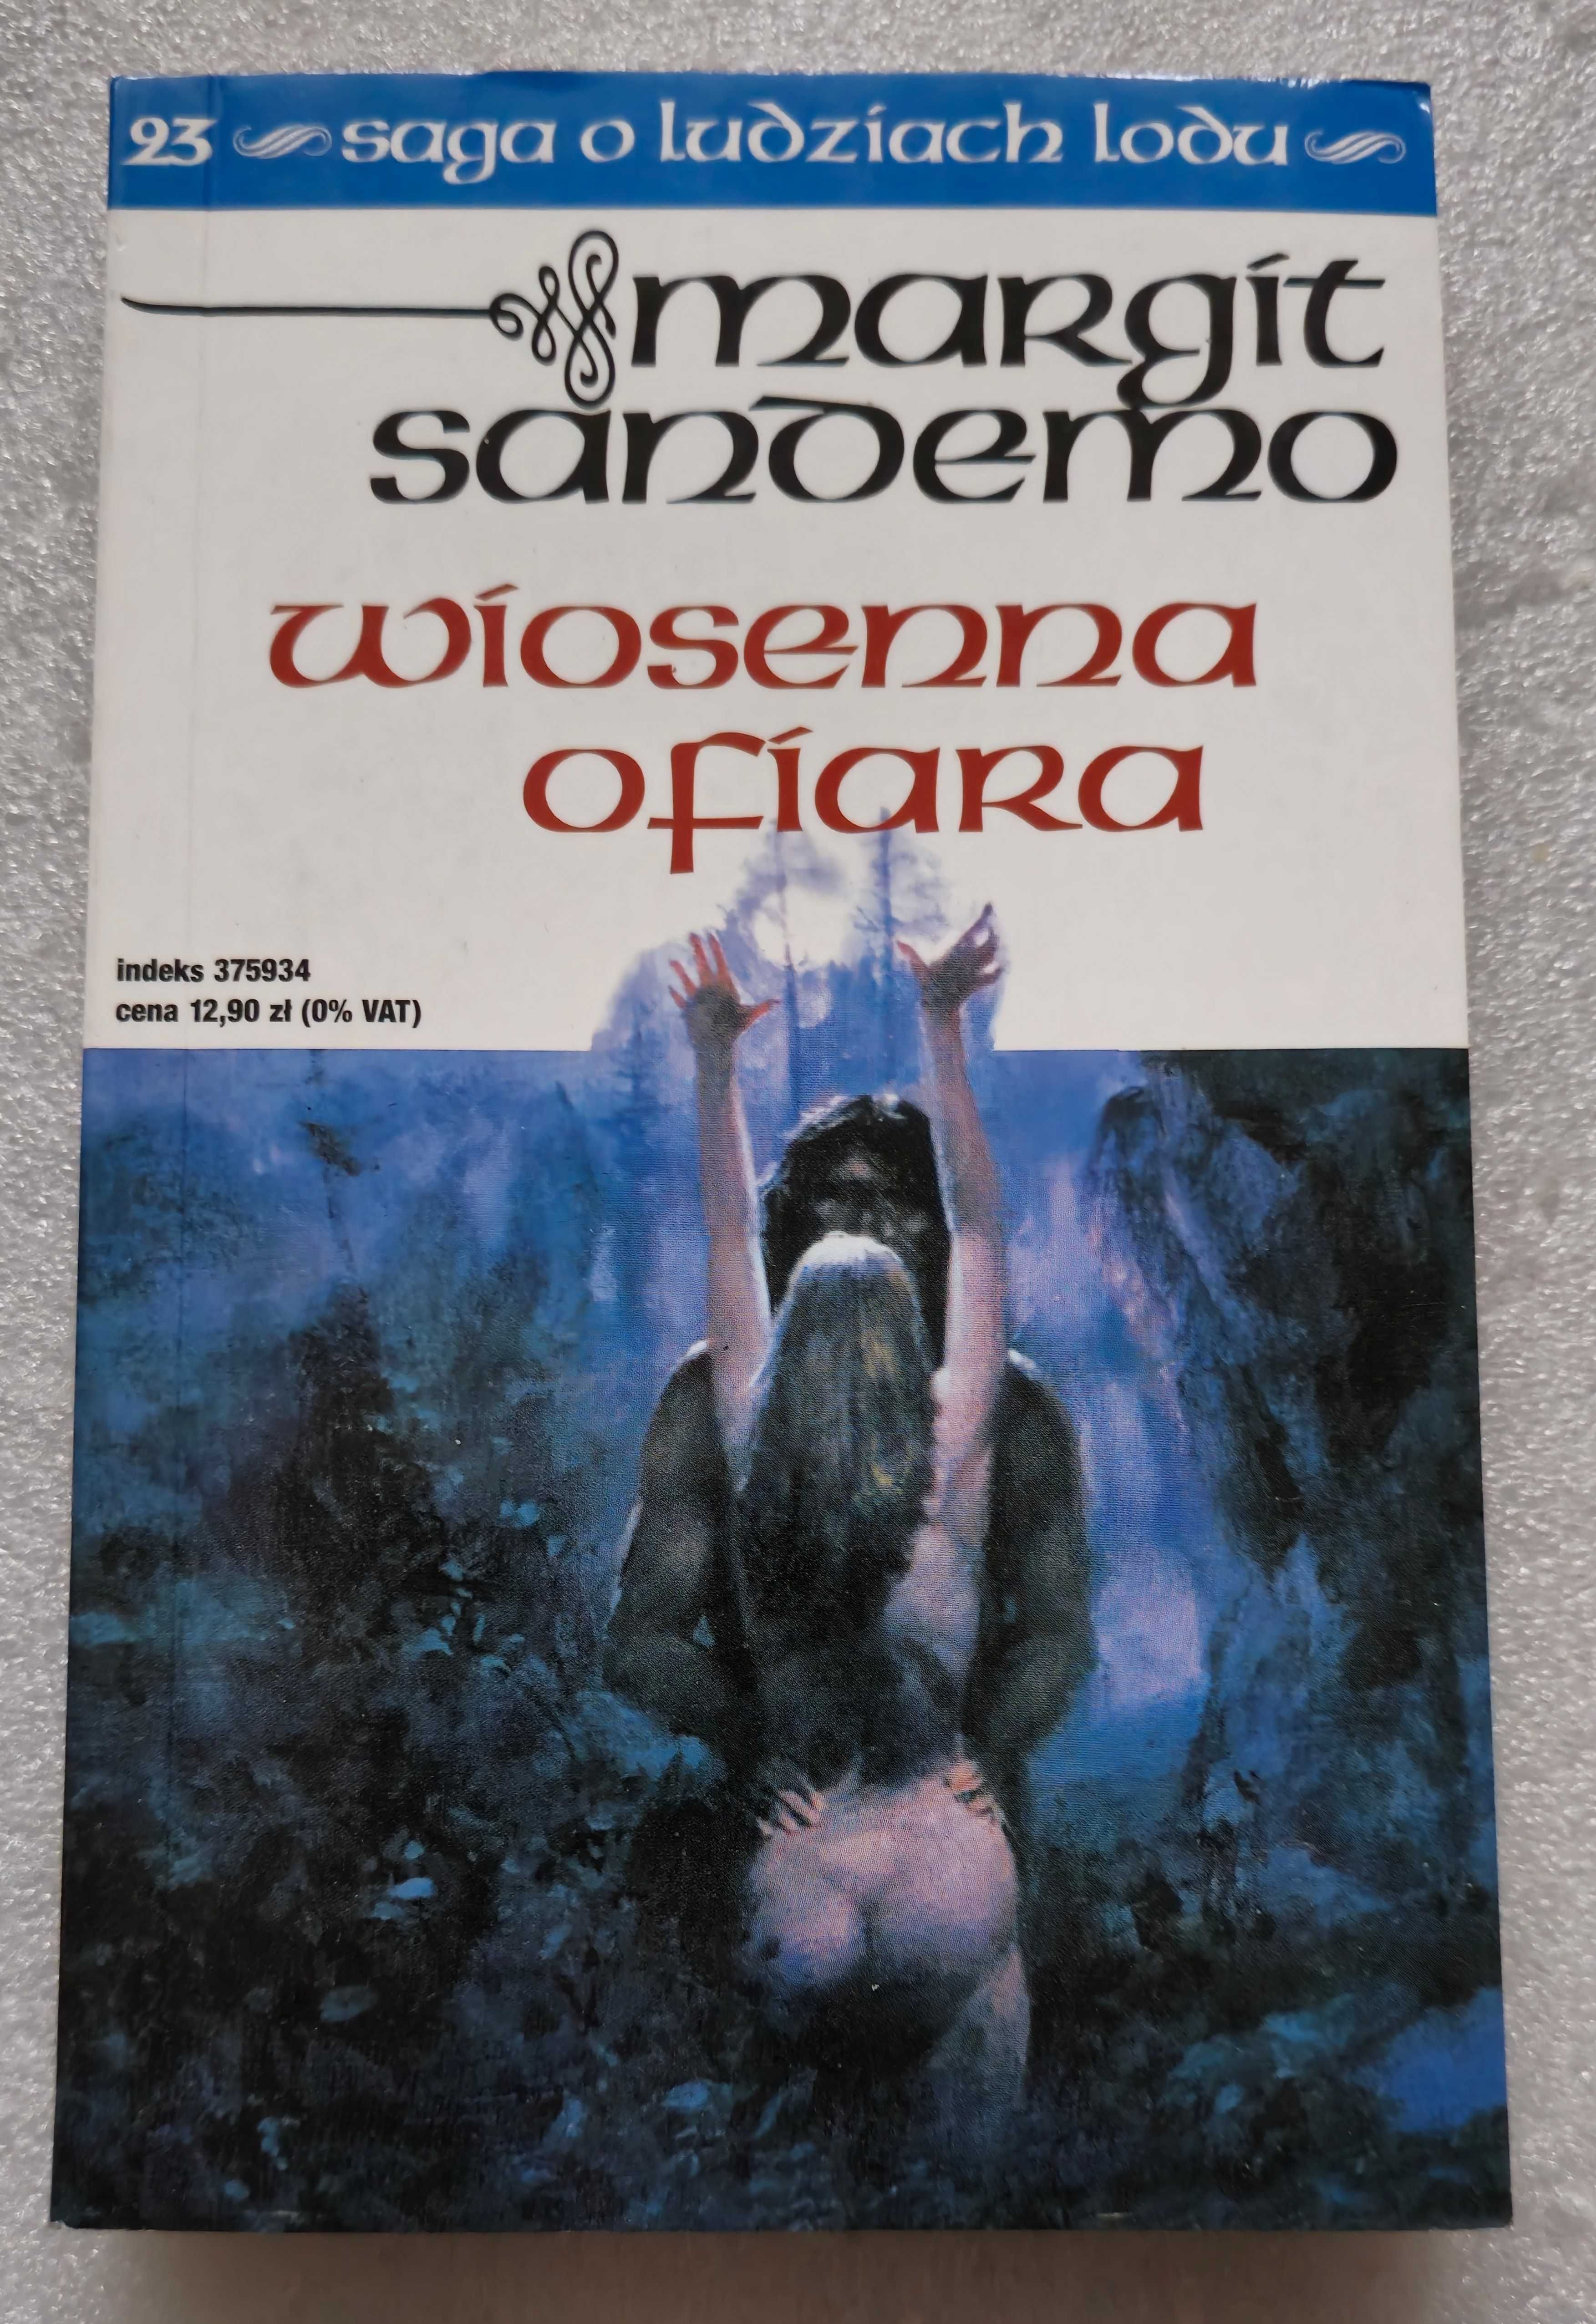 23 saga o ludziach lodu
margit
sandemo
wiosenna
ofiara
indeks 375934
cena 12,90 zł (0% VAT)